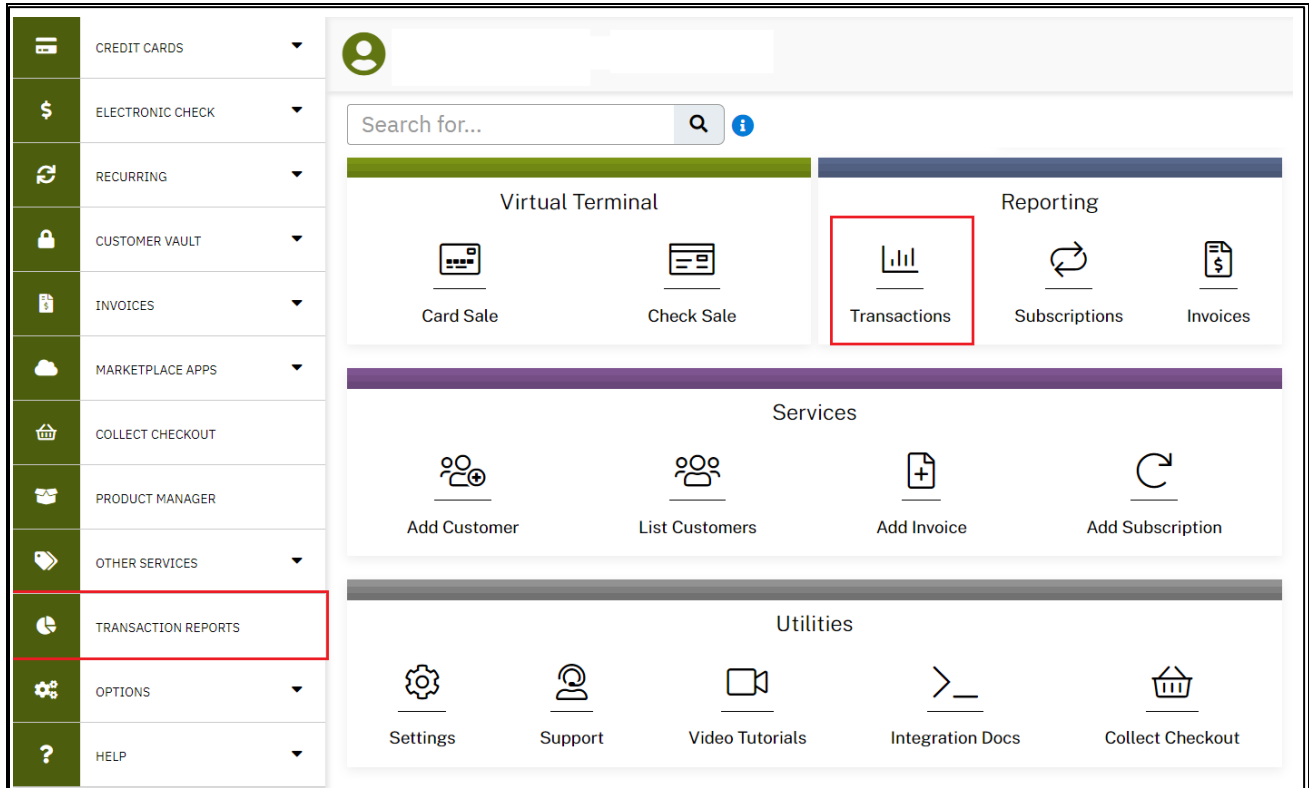 CREDIT CARDS
ELECTRONIC CHECK
RECURRING
CUSTOMER VAULT
INVOICES
MARKETPLACE APPS
COLLECT CHECKOUT
PRODUCT MANAGER
OTHER SERVICES
TRANSACTION REPORTS
OPTIONS
HELP
Search for...
Virtual Terminal
Card Sale
Check Sale
Reporting
Transactions
Subscriptions
Invoices
Services
Add Customer
List Customers
Add Invoice
Add Subscription
Utilities
Settings
Support
Video Tutorials
Integration Docs
Collect Checkout